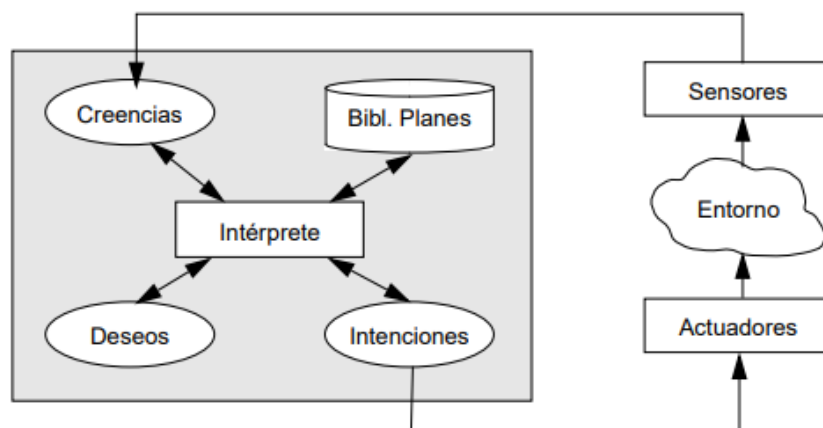 Creencias
Bibl. Planes
Sensores
Intérprete
Entorno
Deseos
Intenciones
Actuadores